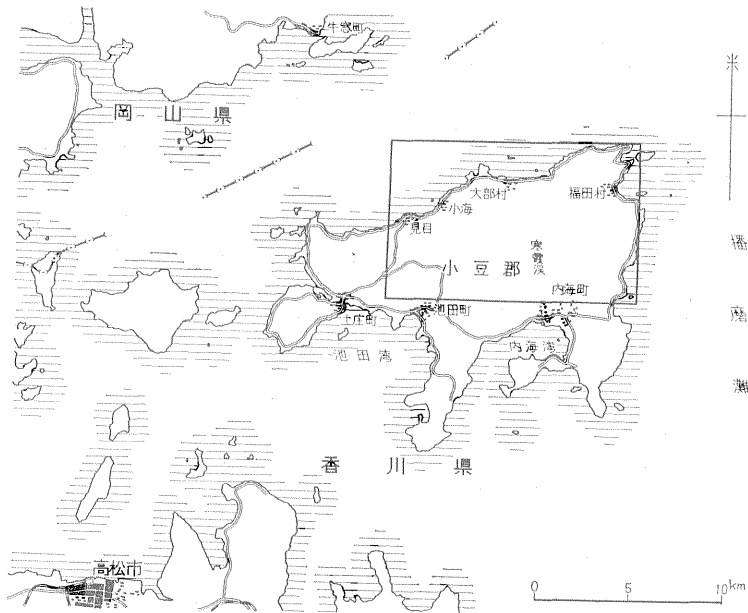 牛窓町
岡山県
大部村
福田村
小海
見目
寒霞渓
小豆郡
内海町
土庄町
池田町
池田湾
内海湾
播磨灘
香川県
高松市
0 5 10km